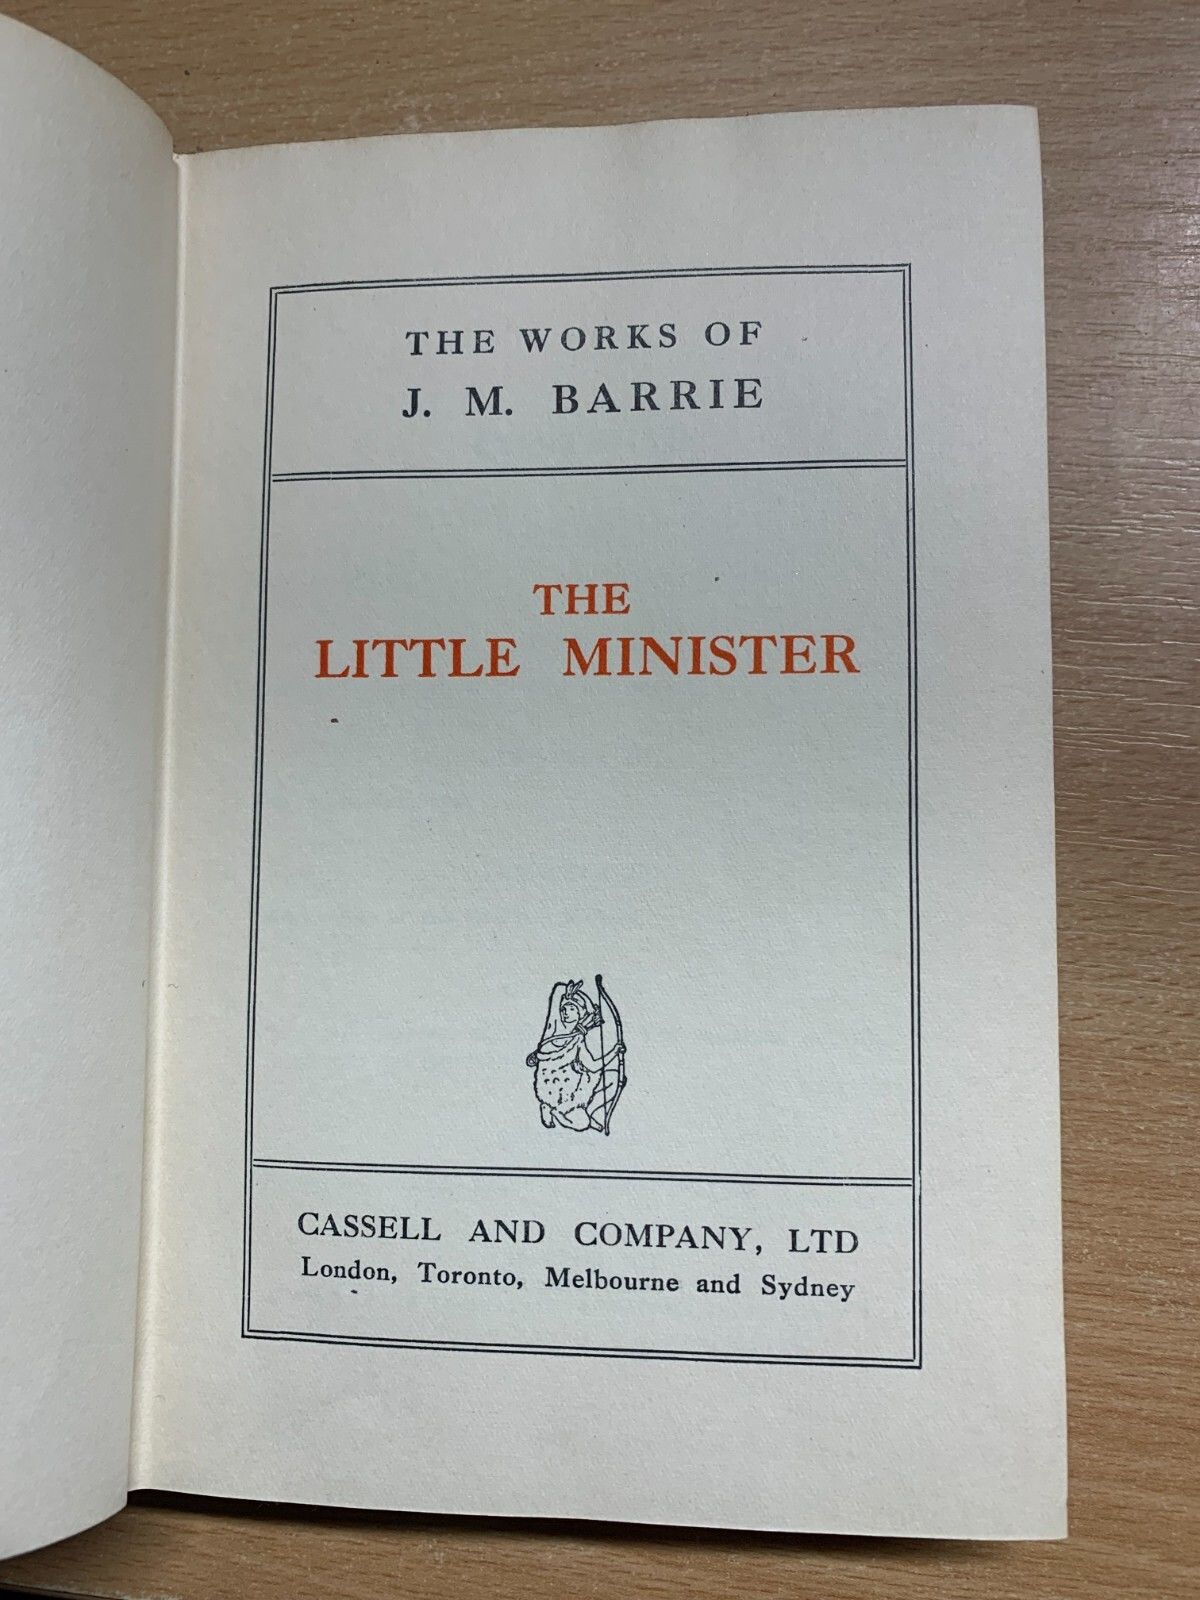 THE WORKS OF
J. M. BARRIE
THE
LITTLE MINISTER
CASSELL AND COMPANY, LTD
London, Toronto, Melbourne and Sydney